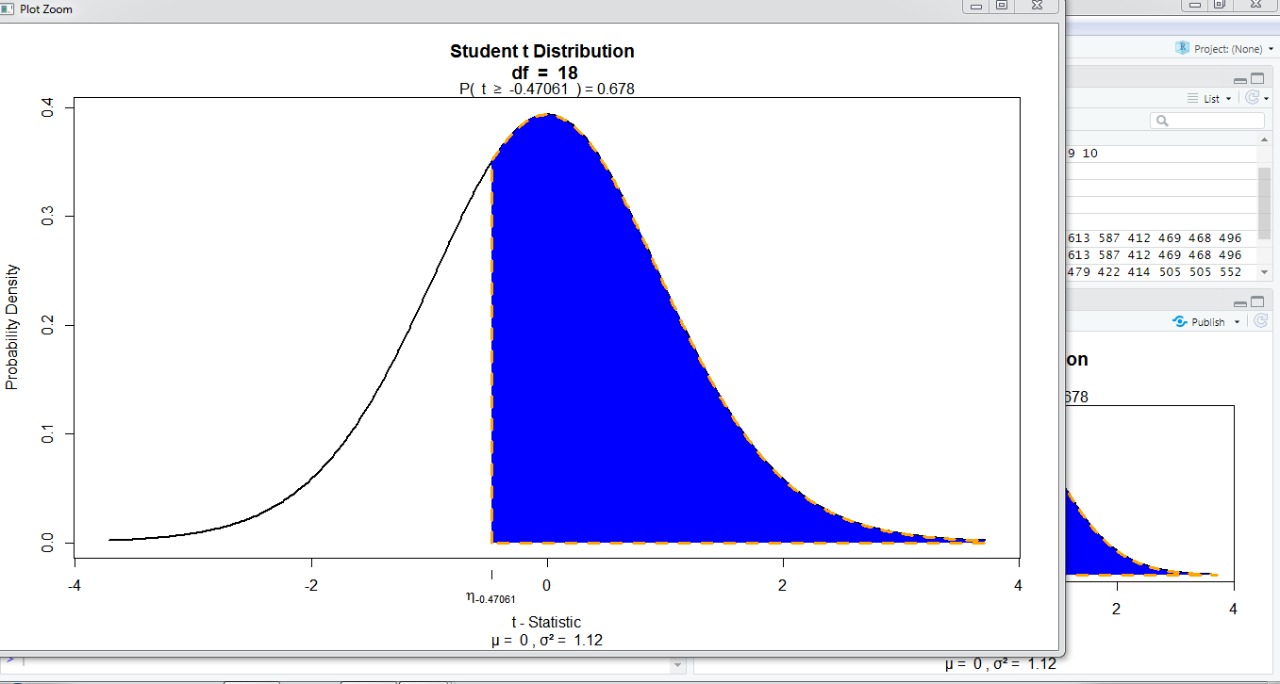 Plot Zoom
Student t Distribution
df = 18
P( t ≥ -0.47061 ) = 0.678
Probability Density
0.4
0.3
0.2
0.1
0.0
-4 -2 0 2 4
η-0.47061
t - Statistic
μ = 0 , σ² = 1.12
Project: (None)
List
9 10
613 587 412 469 468 496
613 587 412 469 468 496
479 422 414 505 505 552
Publish
on
678
2 4
μ = 0 , σ² = 1.12
>